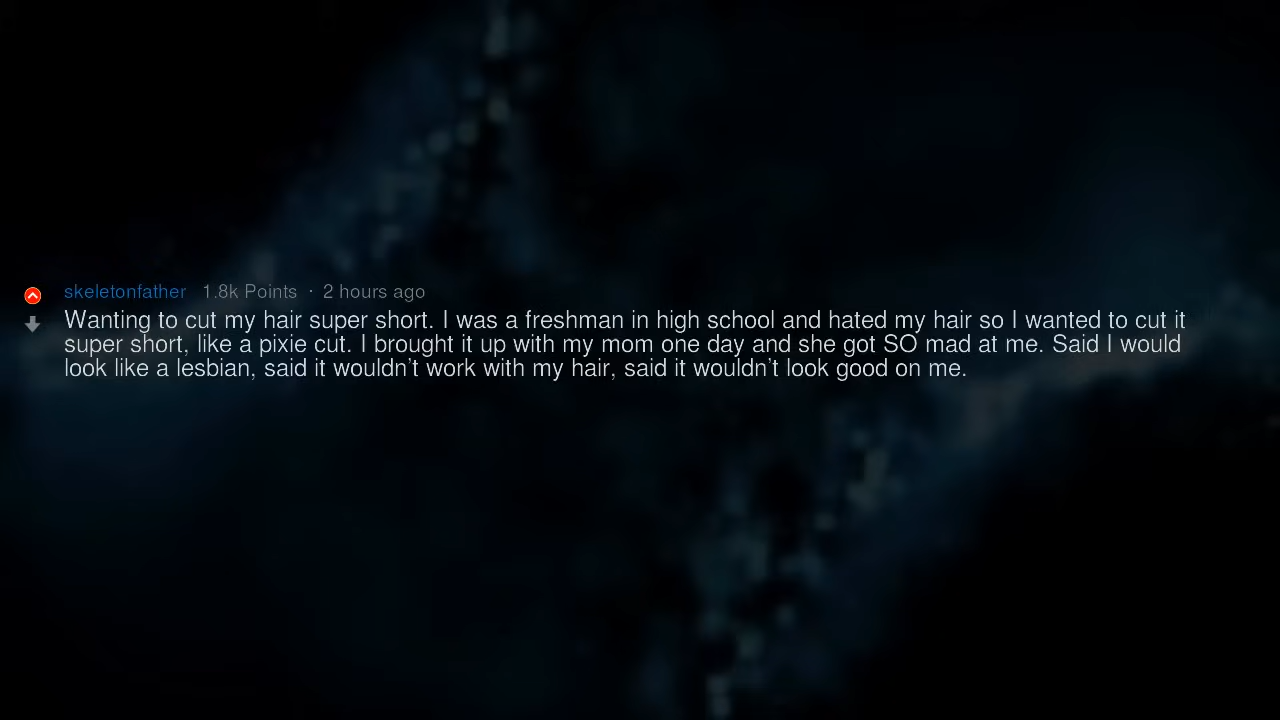 skeletonfather 1.8k Points · 2 hours ago
Wanting to cut my hair super short. I was a freshman in high school and hated my hair so I wanted to cut it
super short, like a pixie cut. I brought it up with my mom one day and she got SO mad at me. Said I would
look like a lesbian, said it wouldn’t work with my hair, said it wouldn’t look good on me.